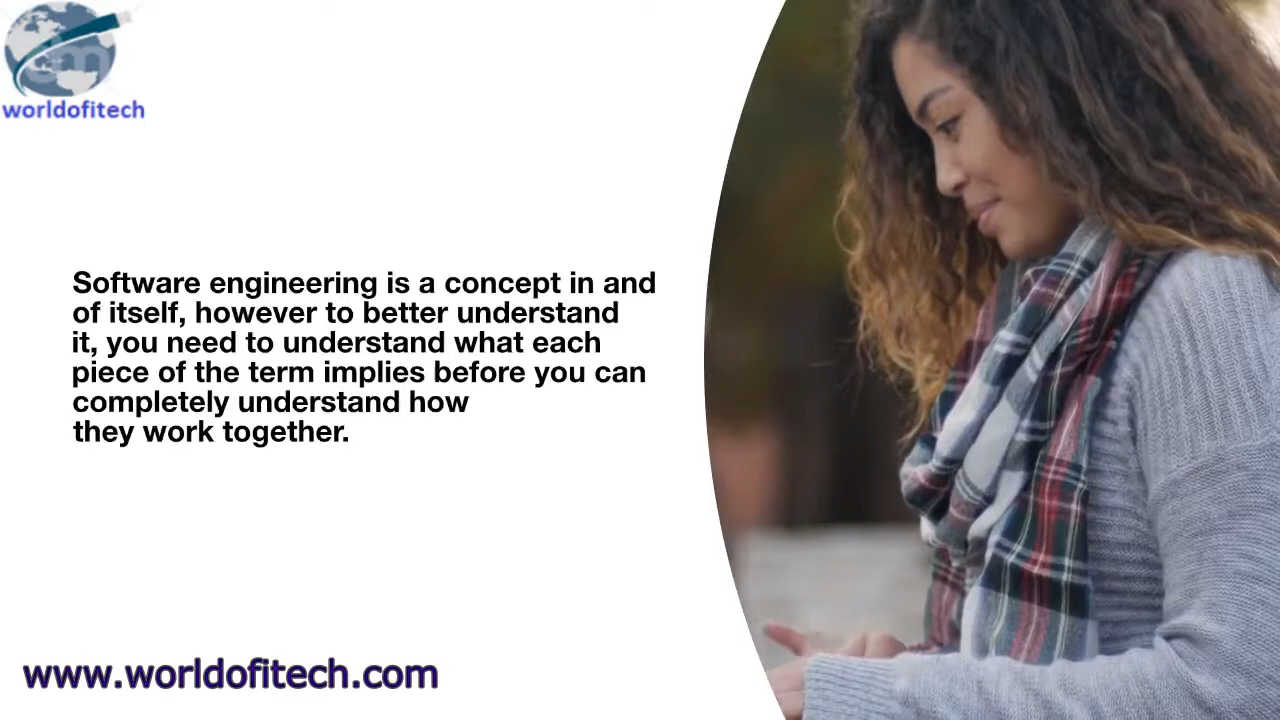 worldofitech
Software engineering is a concept in and
of itself, however to better understand
it, you need to understand what each
piece of the term implies before you can
completely understand how
they work together.
www.worldofitech.com